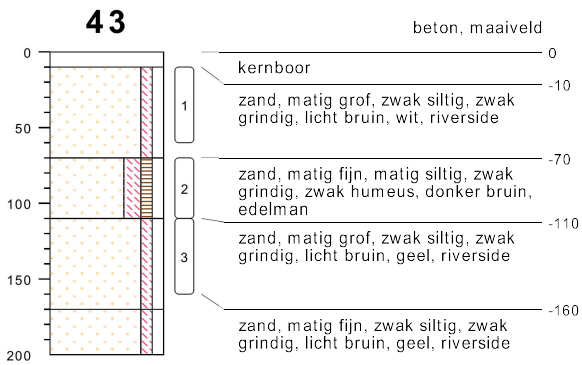 43
beton, maaiveld
0
0
kernboor
-10
zand, matig grof, zwak siltig, zwak
grindig, licht bruin, wit, riverside
1
50
-70
zand, matig fijn, matig siltig, zwak
grindig, zwak humeus, donker bruin,
edelman
2
100
-110
zand, matig grof, zwak siltig, zwak
grindig, licht bruin, geel, riverside
3
150
-160
zand, matig fijn, zwak siltig, zwak
grindig, licht bruin, geel, riverside
200